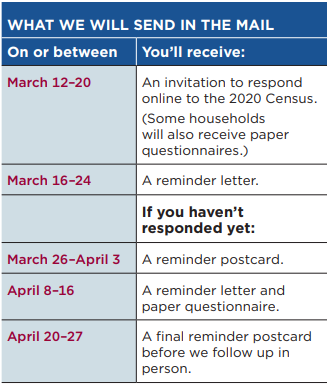 WHAT WE WILL SEND IN THE MAIL
On or between
You'll receive:
March 12–20
An invitation to respond
online to the 2020 Census.
(Some households
will also receive paper
questionnaires.)
March 16–24
A reminder letter.
If you haven't
responded yet:
March 26–April 3
A reminder postcard.
April 8–16
A reminder letter and
paper questionnaire.
April 20–27
A final reminder postcard
before we follow up in
person.